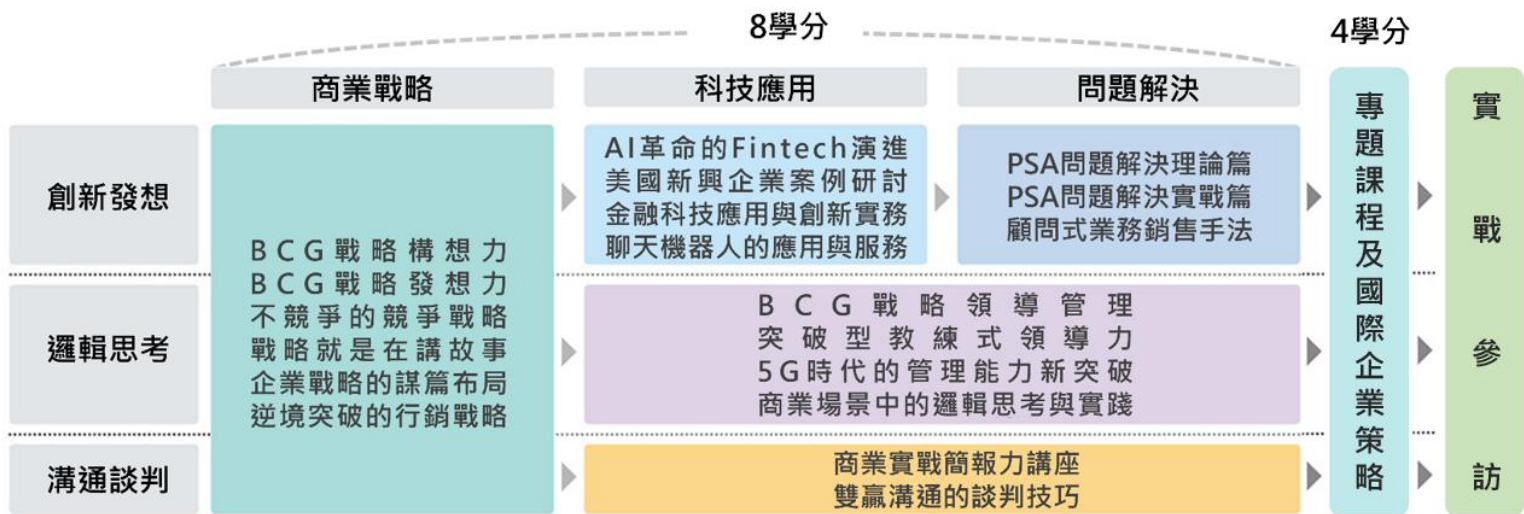 8學分
4學分
商業戰略
科技應用
問題解決
專題課程及國際企業策略
實戰參訪
創新發想
邏輯思考
溝通談判
BCG戰略構想力
BCG戰略發想力
不競爭的競爭戰略
戰略就是在講故事
企業戰略的謀篇布局
逆境突破的行銷戰略
AI革命的Fintech演進
美國新興企業案例研討
金融科技應用與創新實務
聊天機器人的應用與服務
PSA問題解決理論篇
PSA問題解決實戰篇
顧問式業務銷售手法
BCG戰略領導管理
突破型教練式領導力
5G時代的管理能力新突破
商業場景中的邏輯思考與實踐
商業實戰簡報力講座
雙贏溝通的談判技巧